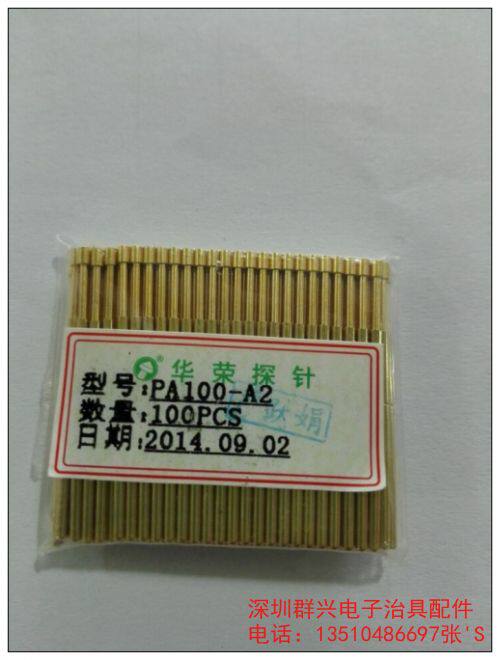 ® 华荣探针
型号:PA100-A2
数量:100PCS
跃娟
日期:2014.09.02
深圳群兴电子治具配件
电话：13510486697张'S